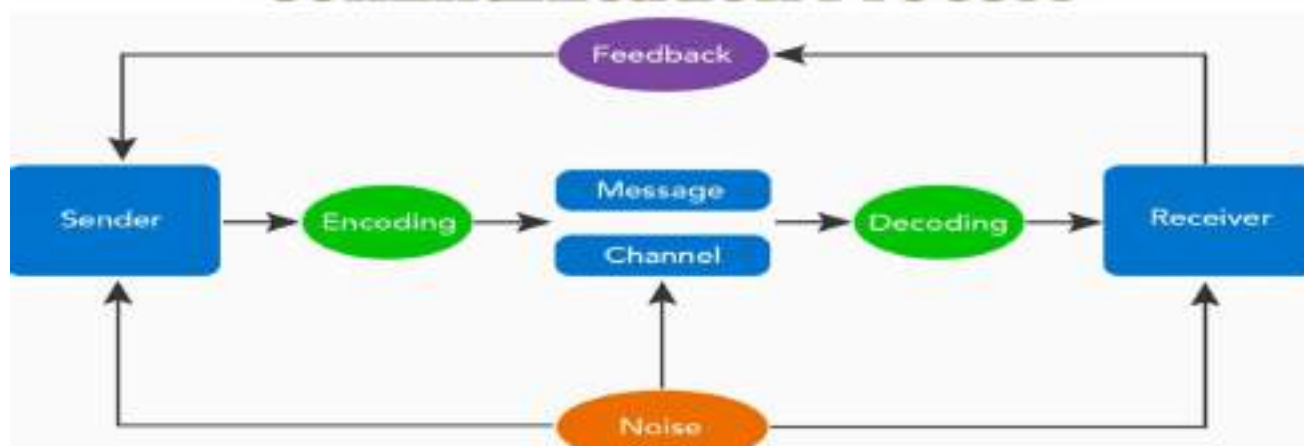 Feedback
Message
Sender
Encoding
Decoding
Receiver
Channel
Noise